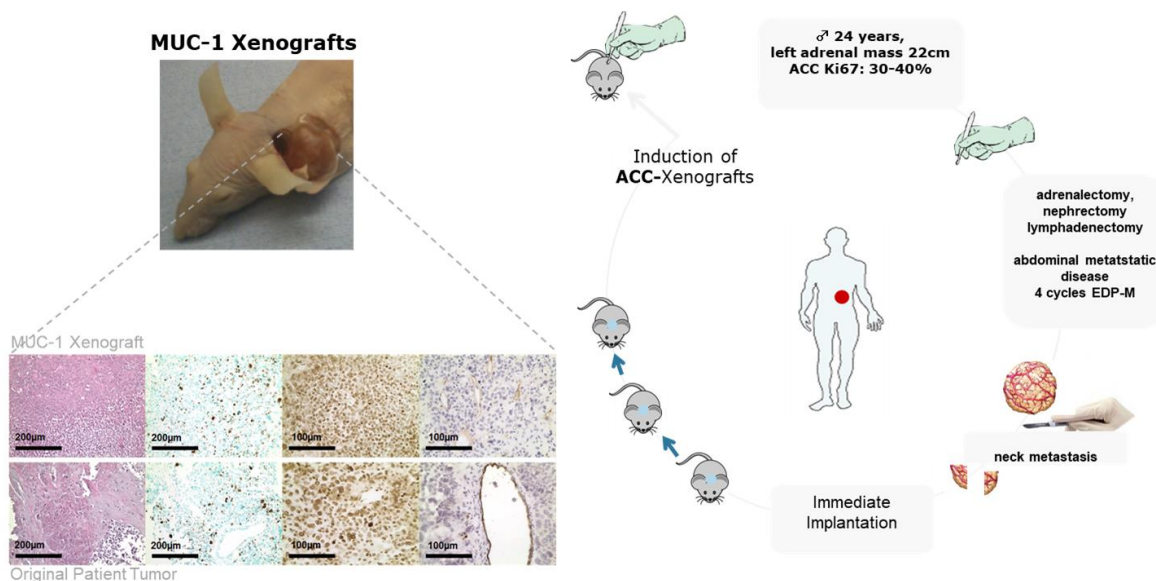 MUC-1 Xenografts
MUC-1 Xenograft
200µm
200µm
100µm
100µm
200µm
200µm
100µm
100µm
Original Patient Tumor
♂ 24 years,
left adrenal mass 22cm
ACC Ki67: 30-40%
adrenalectomy,
nephrectomy
lymphadenectomy
abdominal metatstatic
disease
4 cycles EDP-M
neck metastasis
Immediate
Implantation
Induction of
ACC-Xenografts